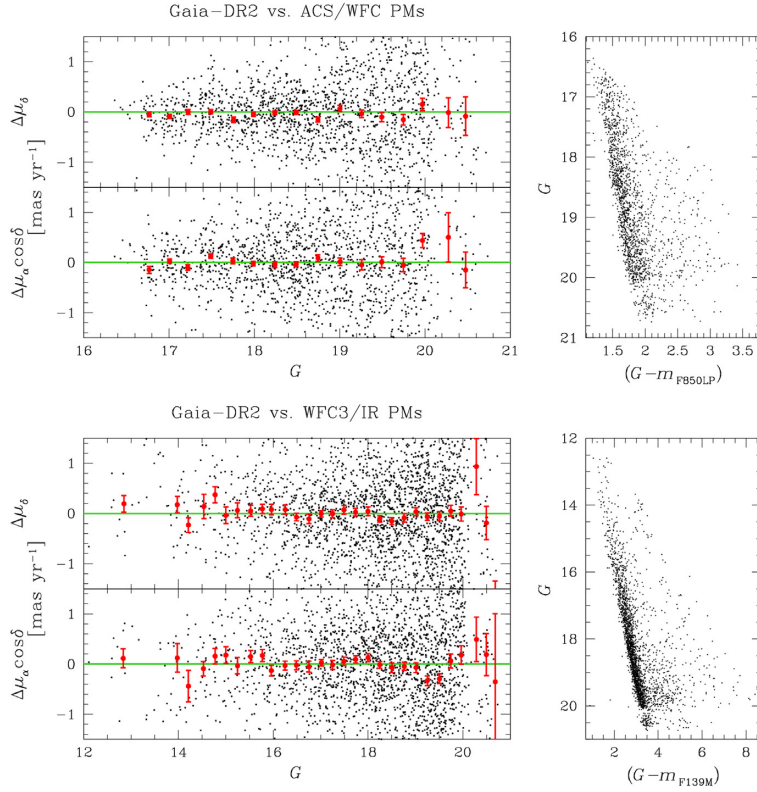 Gaia-DR2 vs. ACS/WFC PMs
Δμδ
1
0
−1
Δμαcosδ [mas yr⁻¹]
1
0
−1
16 17 18 19 20 21
G
G
16
17
18
19
20
21
1.5 2 2.5 3 3.5
(G−mF850LP)
Gaia-DR2 vs. WFC3/IR PMs
Δμδ
1
0
−1
Δμαcosδ [mas yr⁻¹]
1
0
−1
12 14 16 18 20
G
G
12
14
16
18
20
2 4 6 8
(G−mF139M)